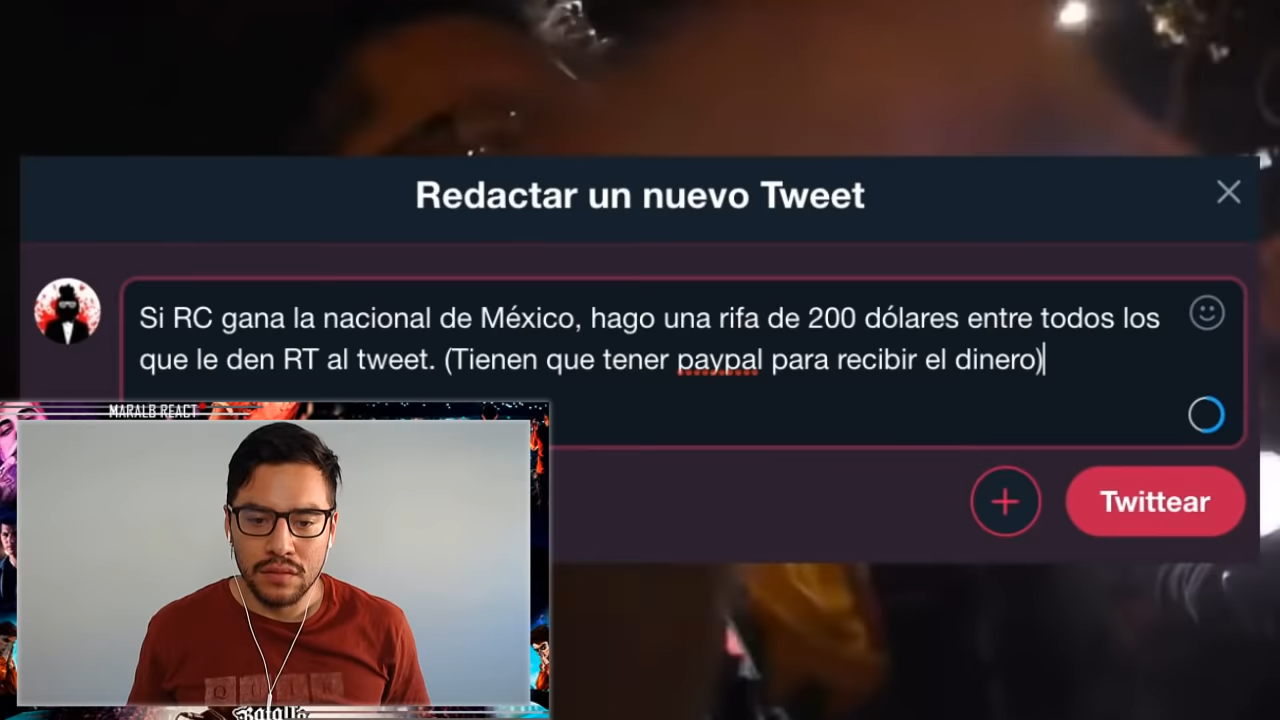 Redactar un nuevo Tweet
Si RC gana la nacional de México, hago una rifa de 200 dólares entre todos los
que le den RT al tweet. (Tienen que tener paypal para recibir el dinero)
Twittear
MARALB REACT
Batalla